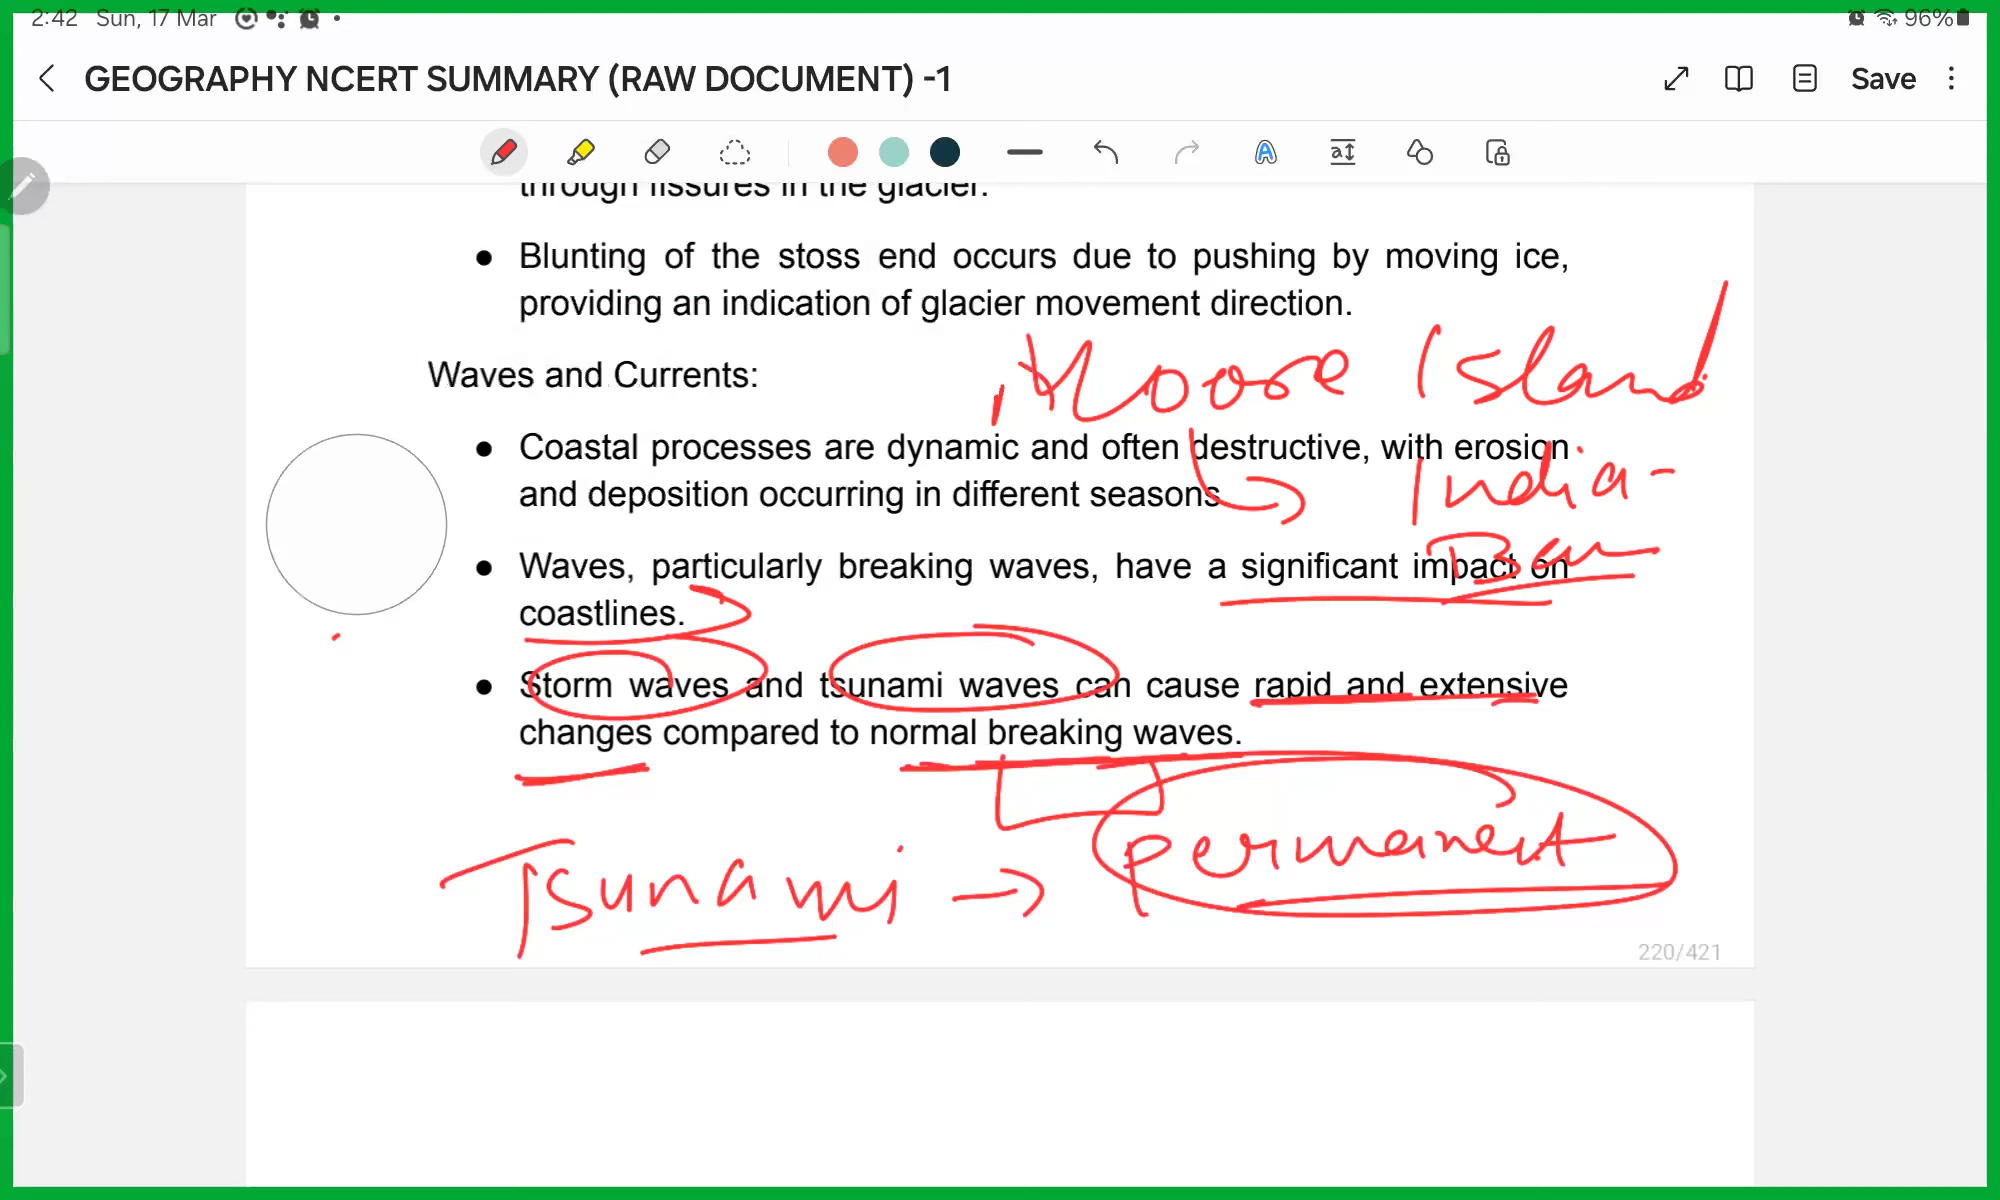 2:42 Sun, 17 Mar
96%
GEOGRAPHY NCERT SUMMARY (RAW DOCUMENT) -1
Save
through fissures in the glacier.
● Blunting of the stoss end occurs due to pushing by moving ice,
providing an indication of glacier movement direction.
Moore Island
Waves and Currents:
● Coastal processes are dynamic and often destructive, with erosion
and deposition occurring in different seasons
India-
Ban
● Waves, particularly breaking waves, have a significant impact on
coastlines.
● Storm waves and tsunami waves can cause rapid and extensive
changes compared to normal breaking waves.
Tsunami → permanent
220/421